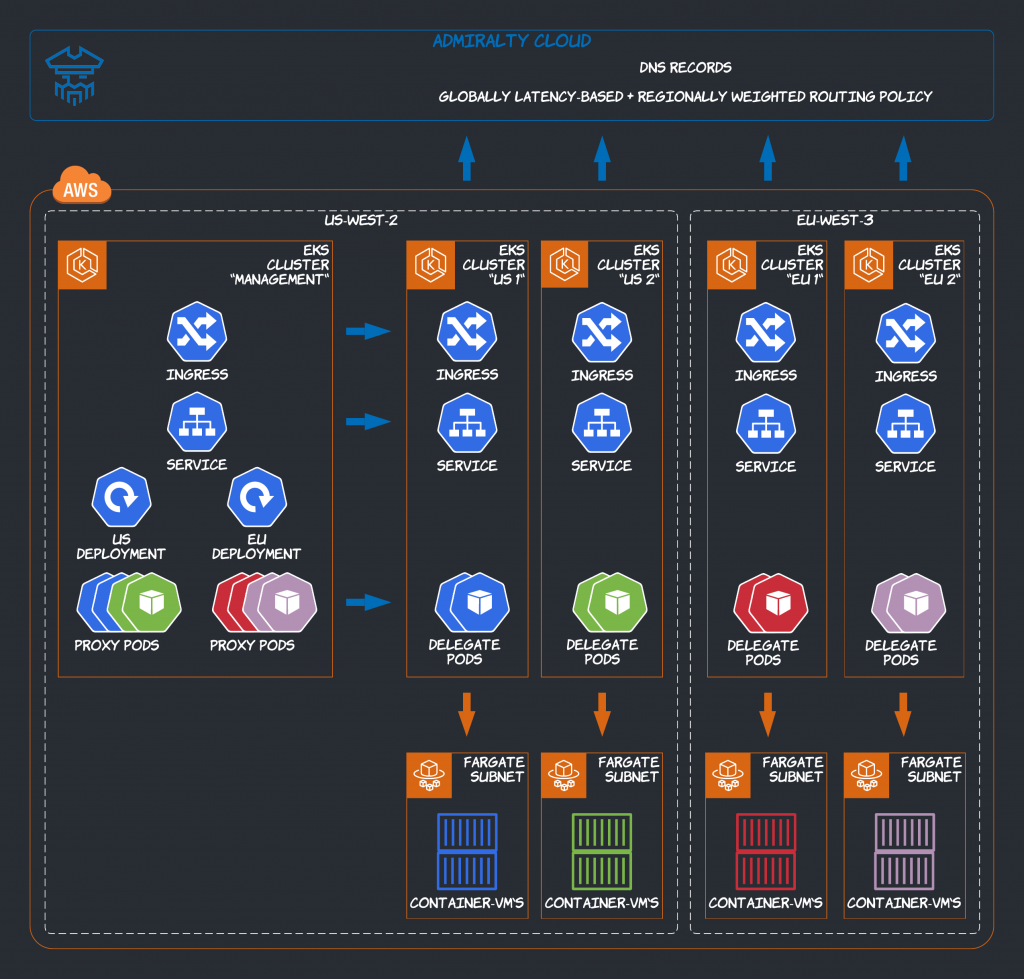 ADMIRALTY CLOUD
DNS RECORDS
GLOBALLY LATENCY-BASED + REGIONALLY WEIGHTED ROUTING POLICY
AWS
US-WEST-2
EU-WEST-3
EKS
CLUSTER
"MANAGEMENT"
EKS
CLUSTER
"US 1"
EKS
CLUSTER
"US 2"
EKS
CLUSTER
"EU 1"
EKS
CLUSTER
"EU 2"
K
K
K
K
K
INGRESS
INGRESS
INGRESS
INGRESS
INGRESS
SERVICE
SERVICE
SERVICE
SERVICE
SERVICE
US
DEPLOYMENT
EU
DEPLOYMENT
PROXY PODS
PROXY PODS
DELEGATE
PODS
DELEGATE
PODS
DELEGATE
PODS
DELEGATE
PODS
FARGATE
SUBNET
FARGATE
SUBNET
FARGATE
SUBNET
FARGATE
SUBNET
CONTAINER-VM'S
CONTAINER-VM'S
CONTAINER-VM'S
CONTAINER-VM'S